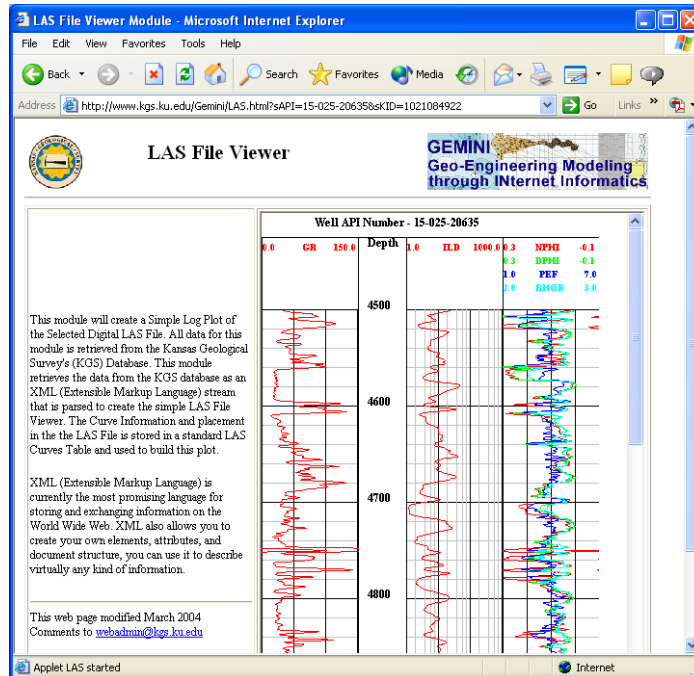 LAS File Viewer Module - Microsoft Internet Explorer
File Edit View Favorites Tools Help
Back Search Favorites Media
Address http://www.kgs.ku.edu/Gemini/LAS.html?sAPI=15-025-20635&sKID=1021084922 Go Links »
LAS File Viewer
GEMINI
Geo-Engineering Modeling
through INternet Informatics
Well API Number - 15-025-20635
0.0 GR 150.0 Depth 1.0 ILD 1000.0 0.3 NPHI -0.1
0.3 DPHI -0.1
1.0 PEF 7.0
2.0 RHOB 3.0
4500
4600
4700
4800
This module will create a Simple Log Plot of
the Selected Digital LAS File. All data for this
module is retrieved from the Kansas Geological
Survey's (KGS) Database. This module
retrieves the data from the KGS database as an
XML (Extensible Markup Language) stream
that is parsed to create the simple LAS File
Viewer. The Curve Information and placement
in the the LAS File is stored in a standard LAS
Curves Table and used to build this plot.
XML (Extensible Markup Language) is
currently the most promising language for
storing and exchanging information on the
World Wide Web. XML also allows you to
create your own elements, attributes, and
document structure, you can use it to describe
virtually any kind of information.
This web page modified March 2004
Comments to webadmin@kgs.ku.edu
Applet LAS started Internet